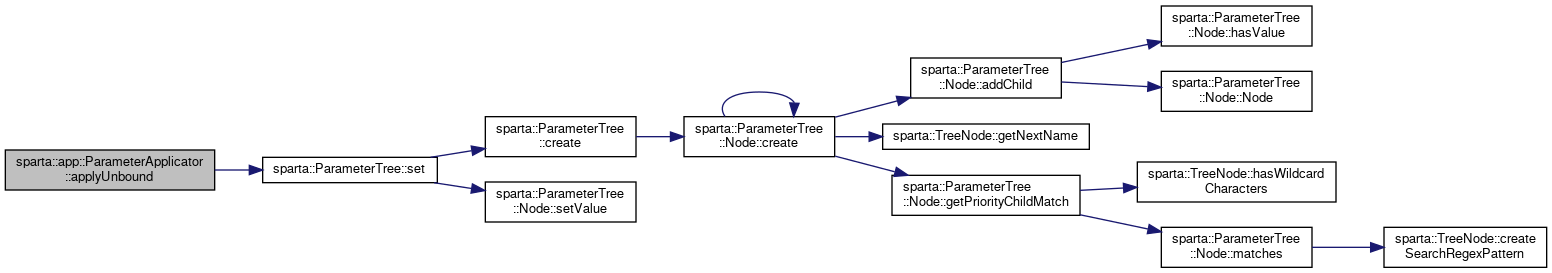 sparta::app::ParameterApplicator
::applyUnbound
sparta::ParameterTree::set
sparta::ParameterTree
::create
sparta::ParameterTree
::Node::setValue
sparta::ParameterTree
::Node::create
sparta::ParameterTree
::Node::addChild
sparta::TreeNode::getNextName
sparta::ParameterTree
::Node::getPriorityChildMatch
sparta::ParameterTree
::Node::hasValue
sparta::ParameterTree
::Node::Node
sparta::TreeNode::hasWildcard
Characters
sparta::ParameterTree
::Node::matches
sparta::TreeNode::create
SearchRegexPattern